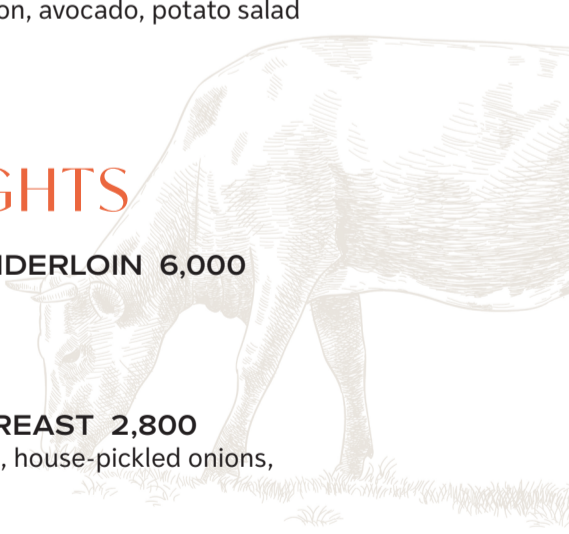 on, avocado, potato salad
GHTS
NDERLOIN 6,000
REAST 2,800
, house-pickled onions,